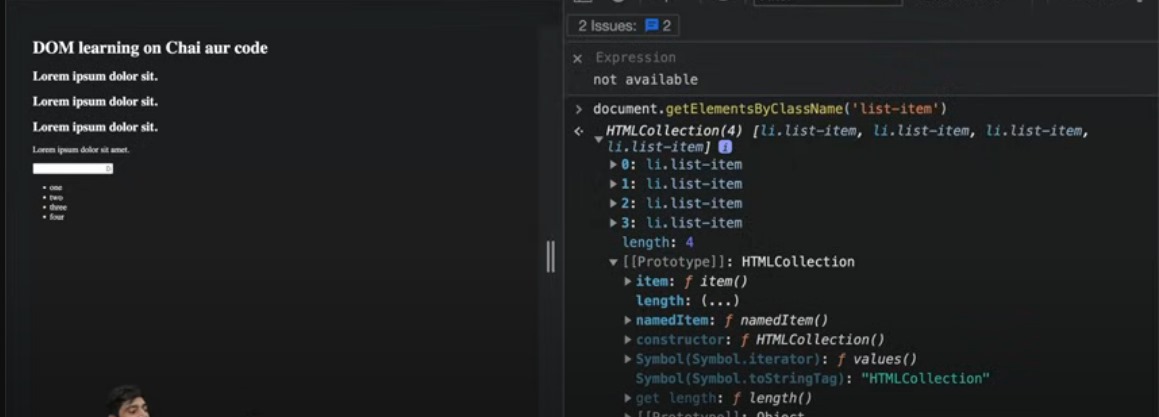 DOM learning on Chai aur code
Lorem ipsum dolor sit.
Lorem ipsum dolor sit.
Lorem ipsum dolor sit.
Lorem ipsum dolor sit amet.
• one
• two
• three
• four
2 Issues: 2
× Expression
not available
> document.getElementsByClassName('list-item')
HTMLCollection(4) [li.list-item, li.list-item, li.list-item,
li.list-item] i
▶ 0: li.list-item
▶ 1: li.list-item
▶ 2: li.list-item
▶ 3: li.list-item
length: 4
▼ [[Prototype]]: HTMLCollection
▶ item: ƒ item()
length: (...)
▶ namedItem: ƒ namedItem()
▶ constructor: ƒ HTMLCollection()
▶ Symbol(Symbol.iterator): ƒ values()
Symbol(Symbol.toStringTag): "HTMLCollection"
▶ get length: ƒ length()
▶ [[Prototype]]: Object